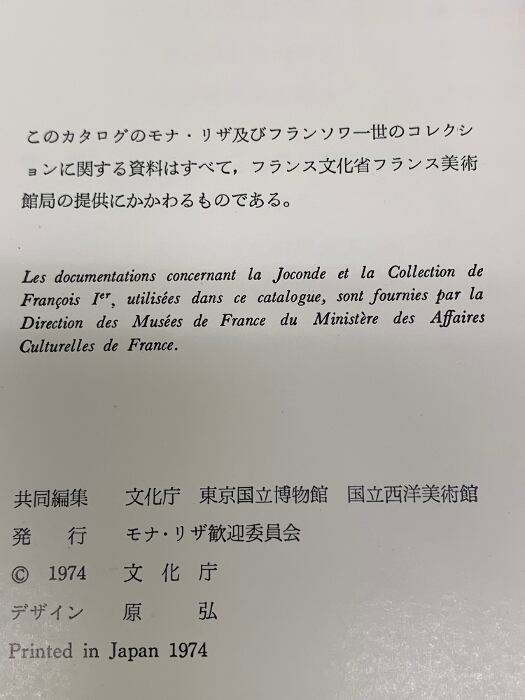 このカタログのモナ・リザ及びフランソワ一世のコレクシ
ョンに関する資料はすべて，フランス文化省フランス美術
館局の提供にかかわるものである。
Les documentations concernant la Joconde et la Collection de
François Ier, utilisées dans ce catalogue, sont fournies par la
Direction des Musées de France du Ministère des Affaires
Culturelles de France.
共同編集 文化庁 東京国立博物館 国立西洋美術館
発 行 モナ・リザ歓迎委員会
© 1974 文 化 庁
デザイン 原 弘
Printed in Japan 1974